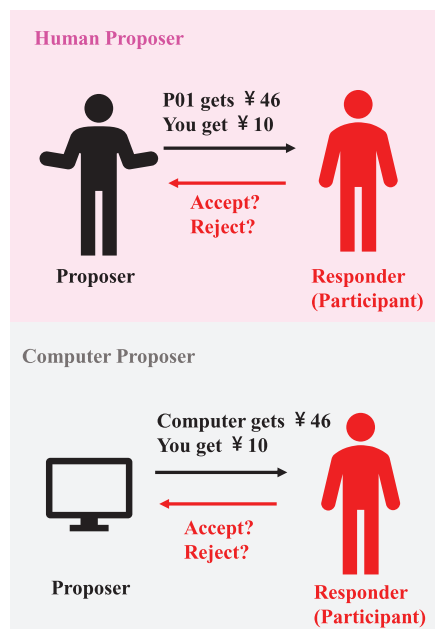 Human Proposer
P01 gets ¥ 46
You get ¥ 10
Accept?
Reject?
Proposer
Responder
(Participant)
Computer Proposer
Computer gets ¥ 46
You get ¥ 10
Accept?
Reject?
Proposer
Responder
(Participant)